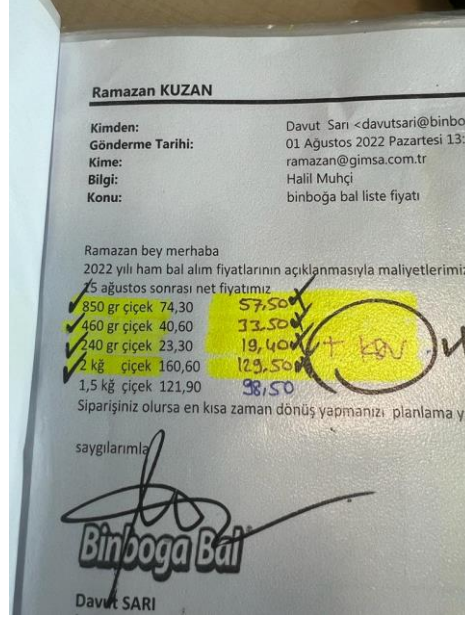 Ramazan KUZAN
Kimden: Davut Sarı <davutsari@binbo
Gönderme Tarihi: 01 Ağustos 2022 Pazartesi 13:
Kime: ramazan@gimsa.com.tr
Bilgi: Halil Muhçi
Konu: binboğa bal liste fiyatı
Ramazan bey merhaba
2022 yılı ham bal alım fiyatlarının açıklanmasıyla maliyetlerimiz
15 ağustos sonrası net fiyatımız
850 gr çiçek 74,30 57,50
460 gr çiçek 40,60 33,50
240 gr çiçek 23,30 19,40 + KDV
2 kğ çiçek 160,60 129,50
1,5 kğ çiçek 121,90 98,50
Siparişiniz olursa en kısa zaman dönüş yapmanızı planlama y
saygılarımla
Binboga Bal
Davut SARI